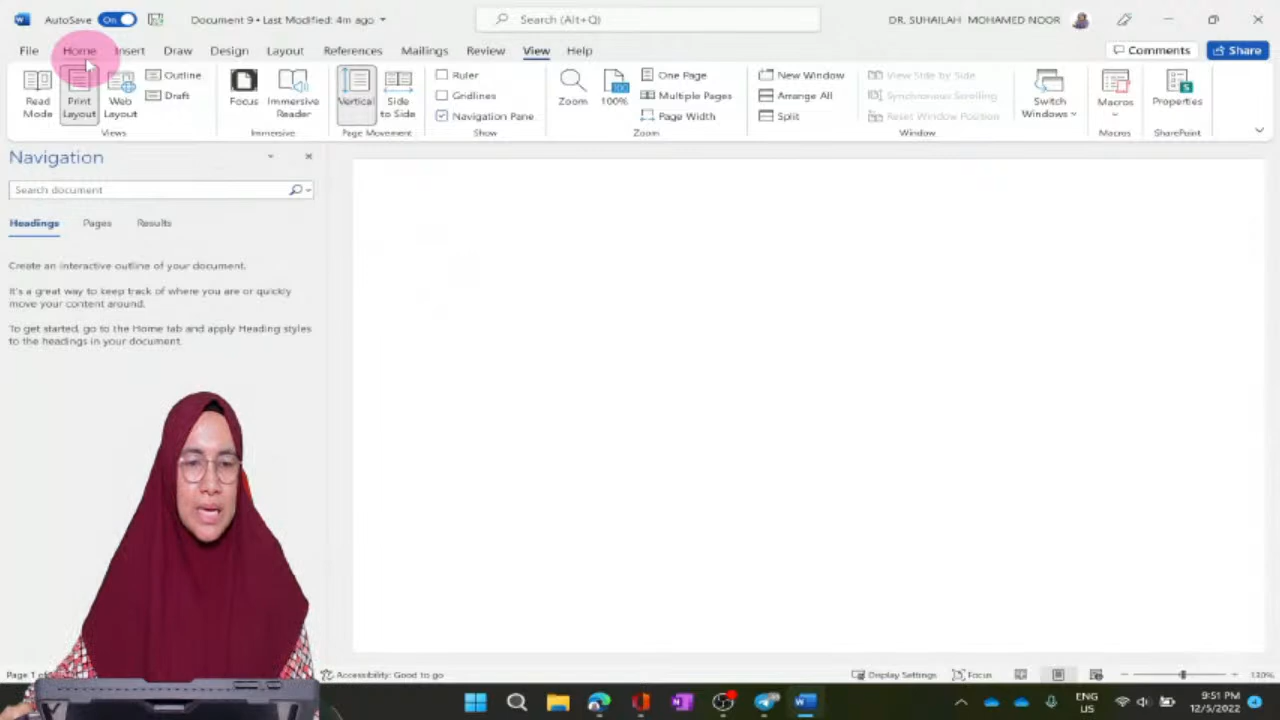 AutoSave On Document 9 • Last Modified: 4m ago Search (Alt+Q) DR. SUHAILAH MOHAMED NOOR
File Home Insert Draw Design Layout References Mailings Review View Help Comments Share
Read Mode
Print Layout
Web Layout
Outline
Draft
Views
Focus
Immersive Reader
Immersive
Vertical
Side to Side
Page Movement
Ruler
Gridlines
Navigation Pane
Show
Zoom
100%
One Page
Multiple Pages
Page Width
Zoom
New Window
Arrange All
Split
View Side by Side
Synchronous Scrolling
Reset Window Position
Window
Switch Windows
Macros
Macros
Properties
SharePoint
Navigation
Search document
Headings Pages Results
Create an interactive outline of your document.
It's a great way to keep track of where you are or quickly
move your content around.
To get started, go to the Home tab and apply Heading styles
to the headings in your document.
Page 1 Accessibility: Good to go Display Settings Focus 130%
ENG
US
9:51 PM
12/5/2022